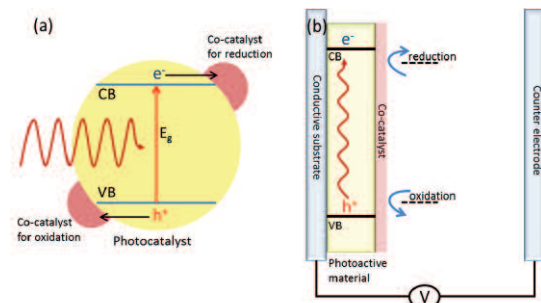 (a)
Co-catalyst
for reduction
e-
CB
Eg
VB
h+
Co-catalyst
for oxidation
Photocatalyst
(b)
Conductive substrate
e-
CB
h+
VB
Co-catalyst
reduction
oxidation
Photoactive
material
Counter electrode
V